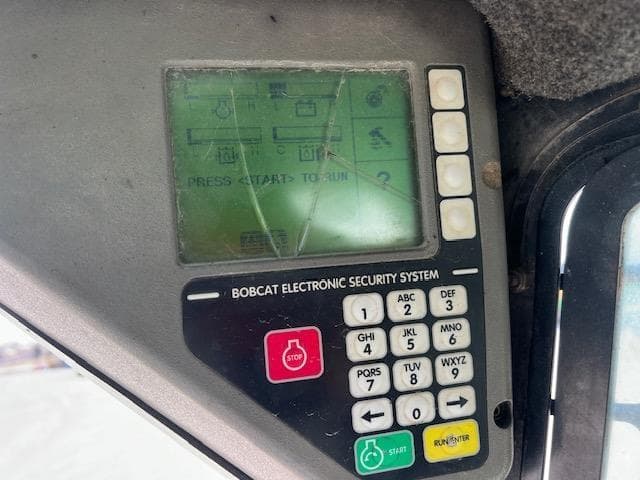 PRESS <START> TO RUN
?
BOBCAT ELECTRONIC SECURITY SYSTEM
1
ABC
2
DEF
3
STOP
GHI
4
JKL
5
MNO
6
PQRS
7
TUV
8
WXYZ
9
0
START
RUN/ENTER